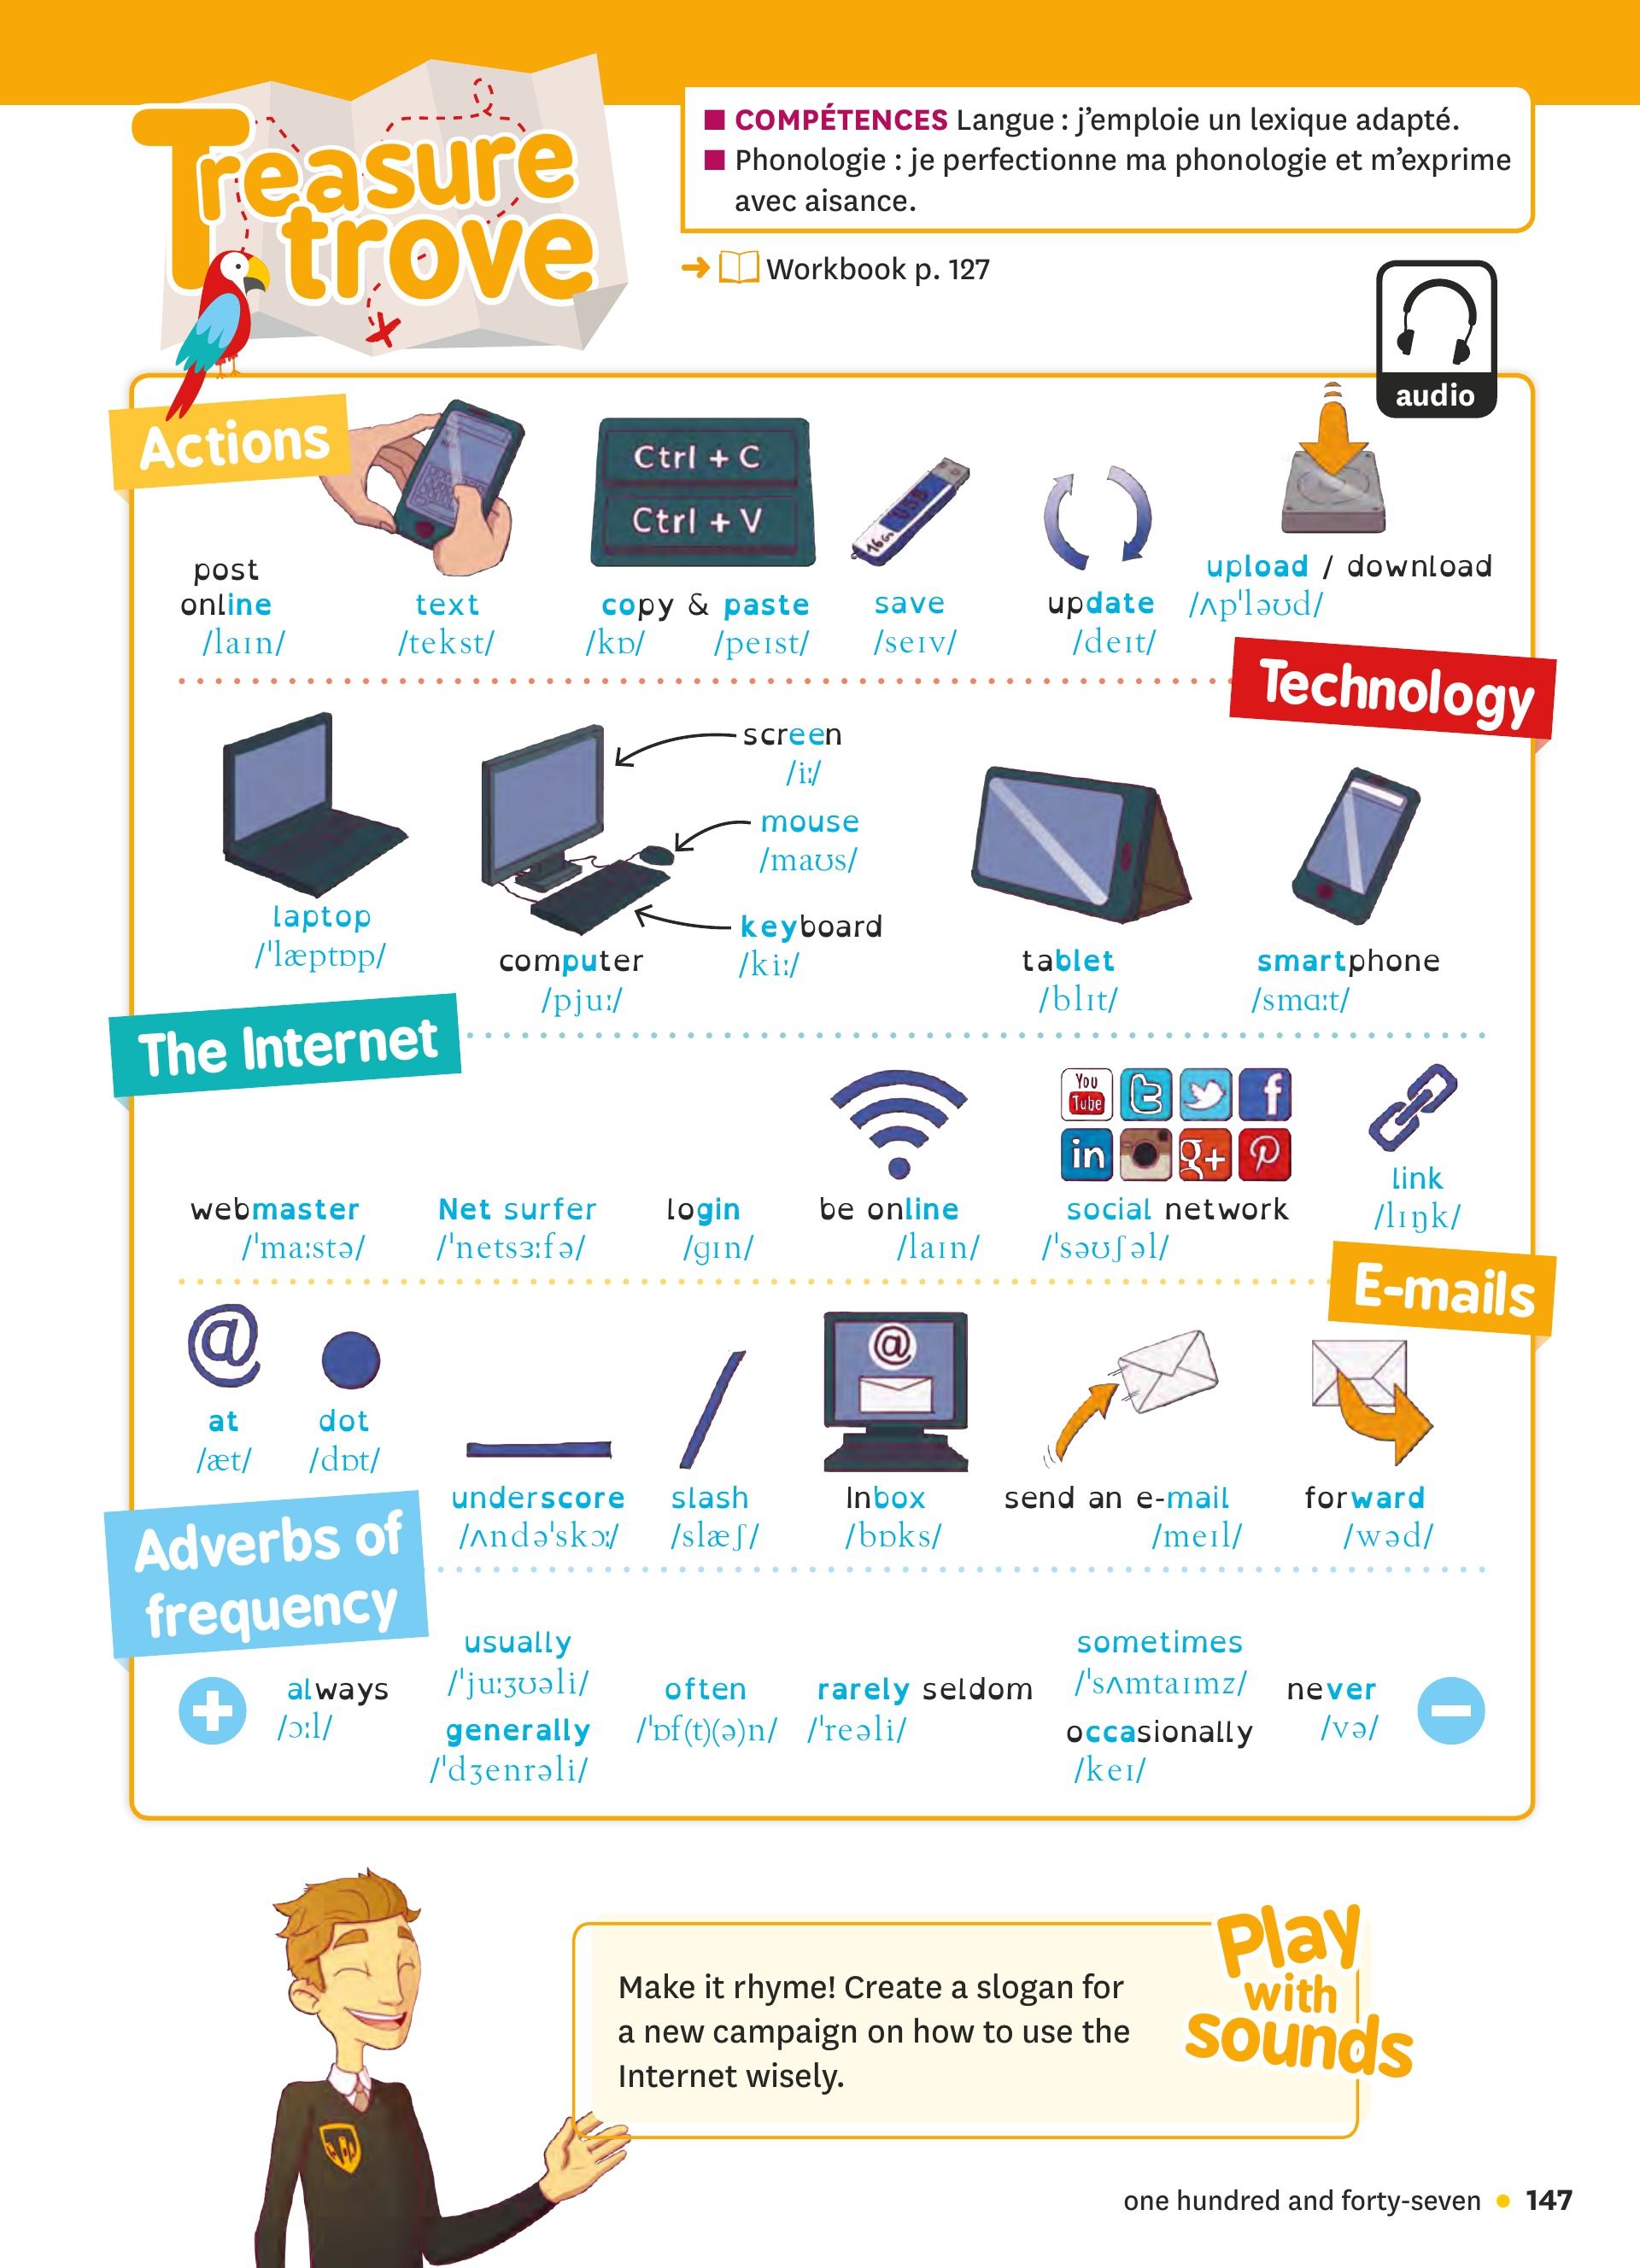 Treasure
trove
■ COMPÉTENCES Langue : j'emploie un lexique adapté.
■ Phonologie : je perfectionne ma phonologie et m'exprime
avec aisance.
➜ Workbook p. 127
audio
Actions
Ctrl + C
Ctrl + V
16Go USB
post
online
/laɪn/
text
/tekst/
copy & paste
/kɒ/ /peɪst/
save
/seɪv/
update
/deɪt/
upload / download
/ʌpˈləʊd/
Technology
laptop
/ˈlæptɒp/
computer
/pjuː/
screen
/iː/
mouse
/maʊs/
keyboard
/kiː/
tablet
/blɪt/
smartphone
/smɑːt/
The Internet
webmaster
/ˈmaːstə/
Net surfer
/ˈnetsɜːfə/
login
/gɪn/
be online
/laɪn/
You
Tube
t
f
in
g+
P
social network
/ˈsəʊʃəl/
link
/lɪŋk/
E-mails
@
at
/æt/
dot
/dɒt/
underscore
/ʌndəˈskɔː/
slash
/slæʃ/
@
Inbox
/bɒks/
send an e-mail
/meɪl/
forward
/wəd/
Adverbs of
frequency
+
always
/ɔːl/
usually
/ˈjuːʒʊəli/
generally
/ˈdʒenrəli/
often
/ˈɒf(t)(ə)n/
rarely seldom
/ˈreəli/
sometimes
/ˈsʌmtaɪmz/
occasionally
/keɪ/
never
/və/
−
Make it rhyme! Create a slogan for
a new campaign on how to use the
Internet wisely.
Play
with
sounds
one hundred and forty-seven • 147